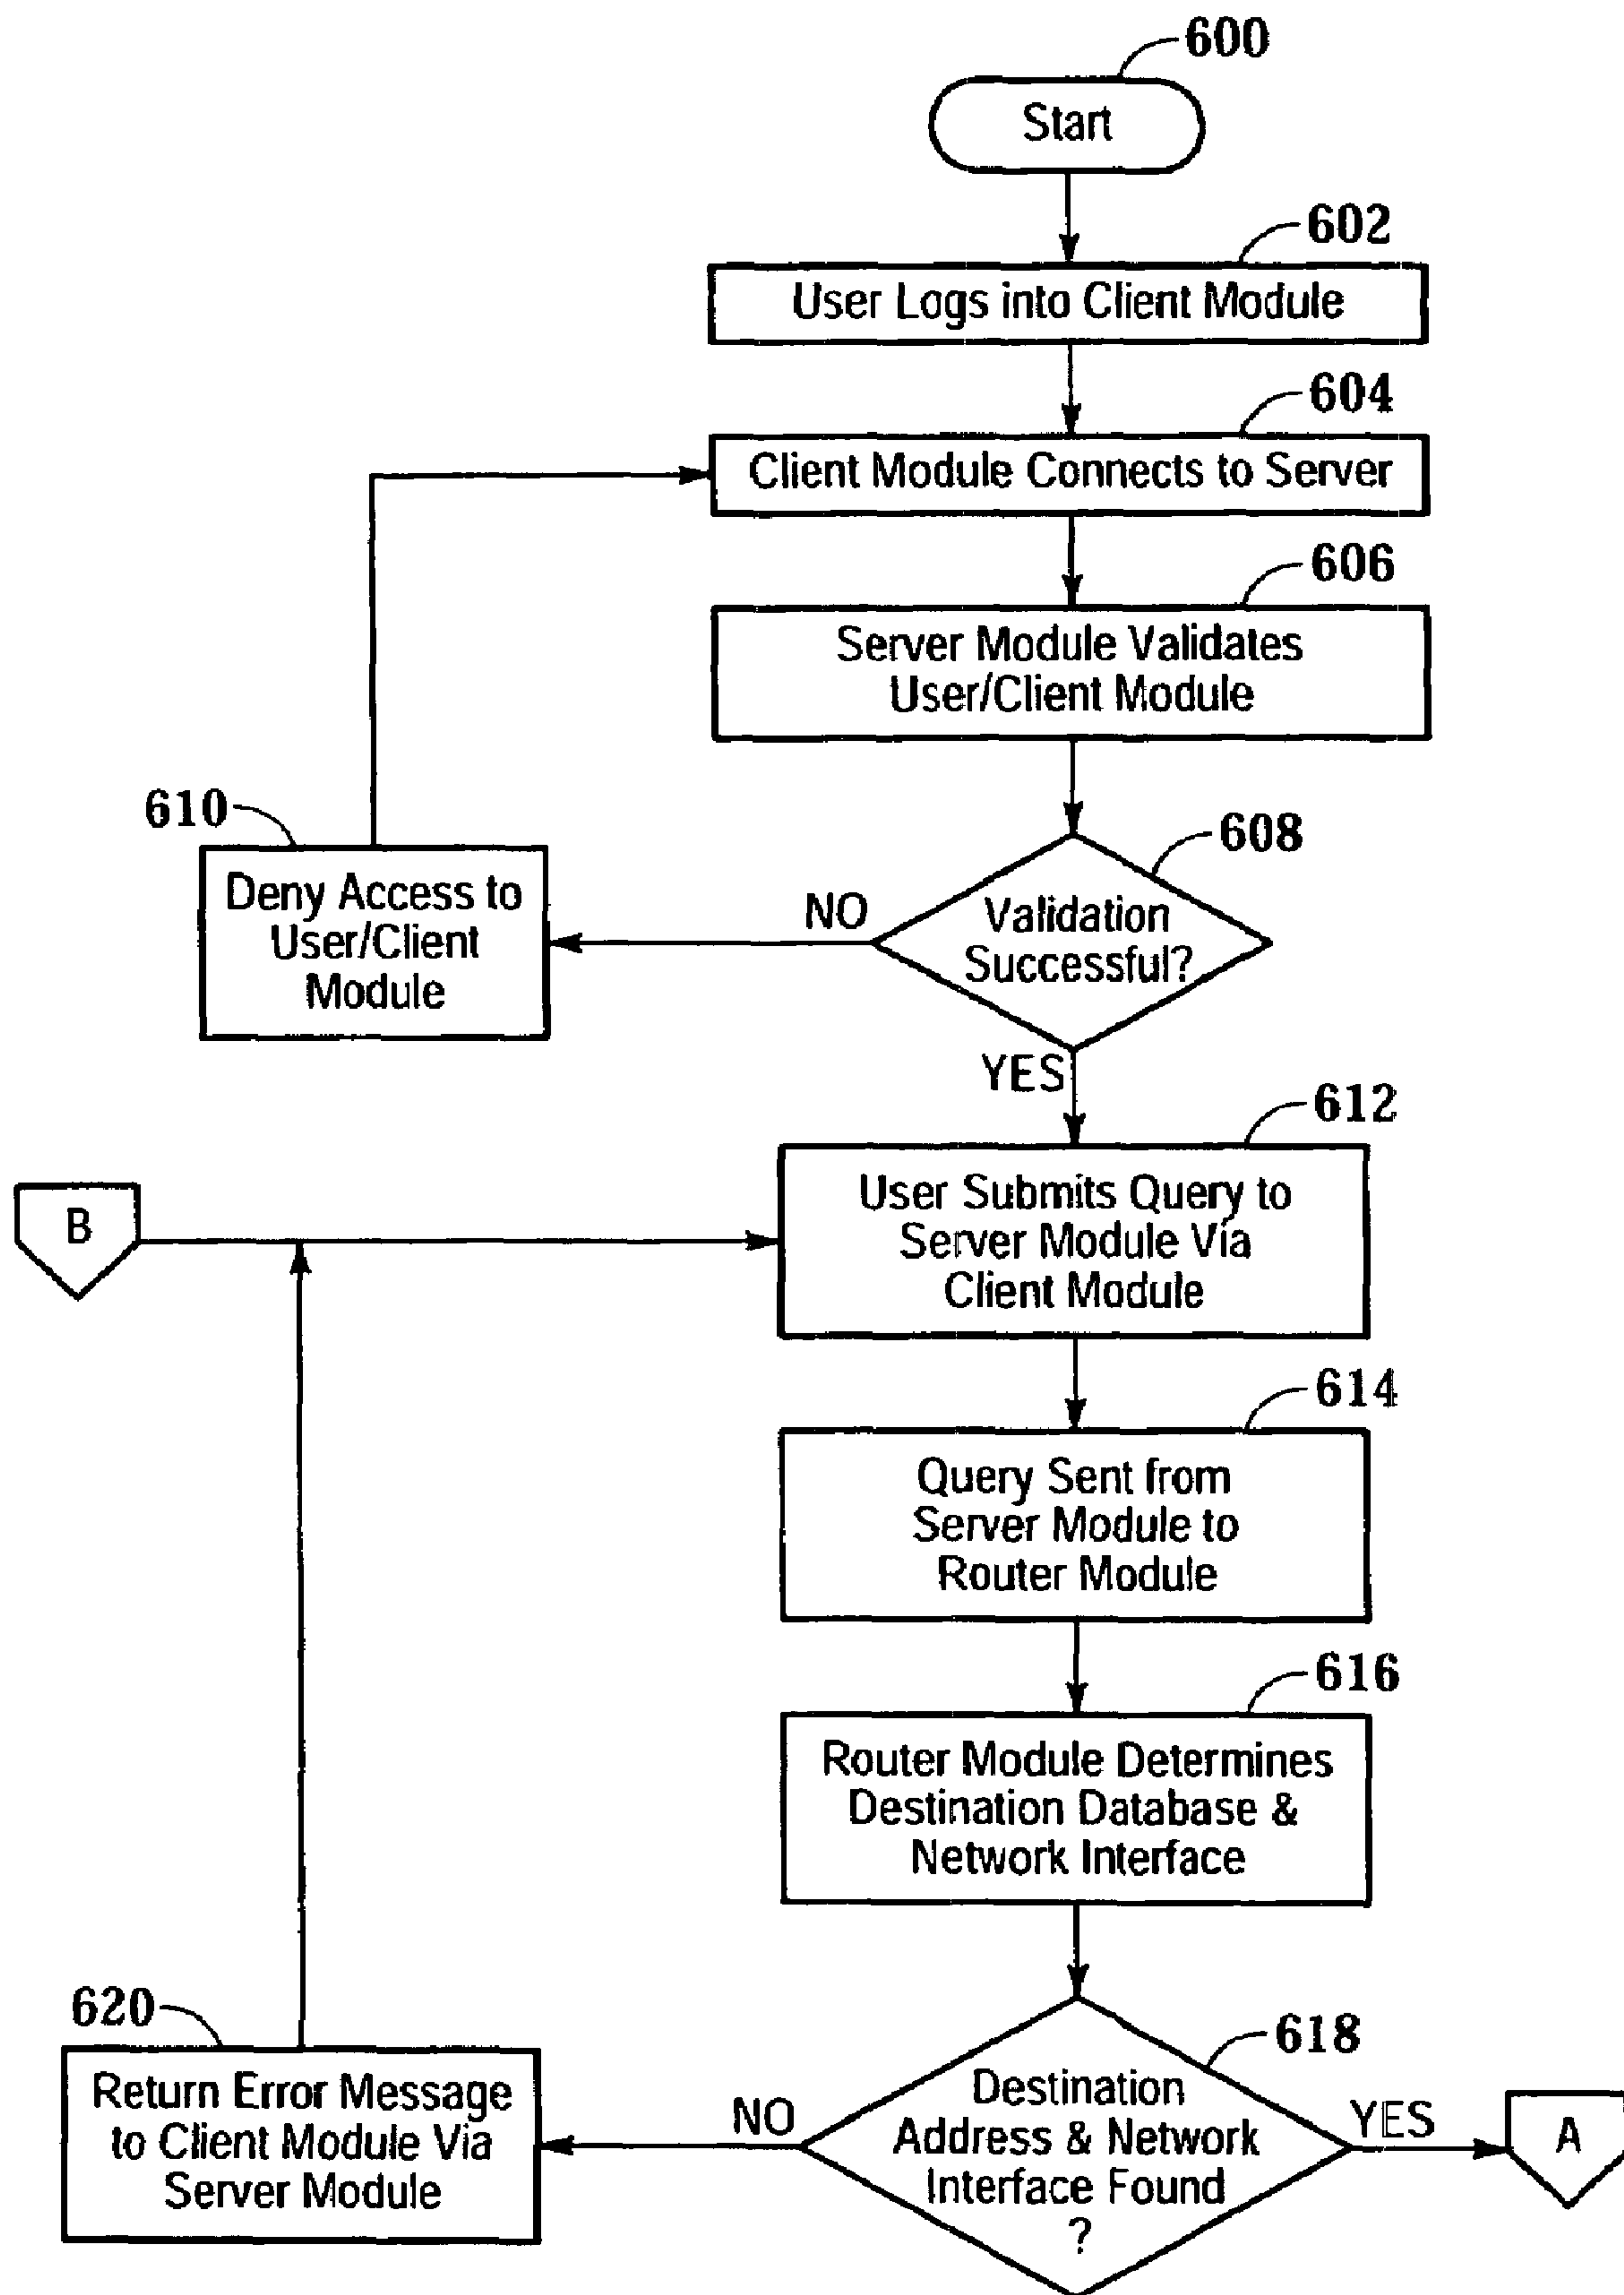 600
Start
602
User Logs into Client Module
604
Client Module Connects to Server
606
Server Module Validates
User/Client Module
610
608
Deny Access to
User/Client
Module
NO
Validation
Successful?
YES
612
B
User Submits Query to
Server Module Via
Client Module
614
Query Sent from
Server Module to
Router Module
616
Router Module Determines
Destination Database &
Network Interface
620
618
Return Error Message
to Client Module Via
Server Module
NO
Destination
Address & Network
Interface Found
?
YES
A